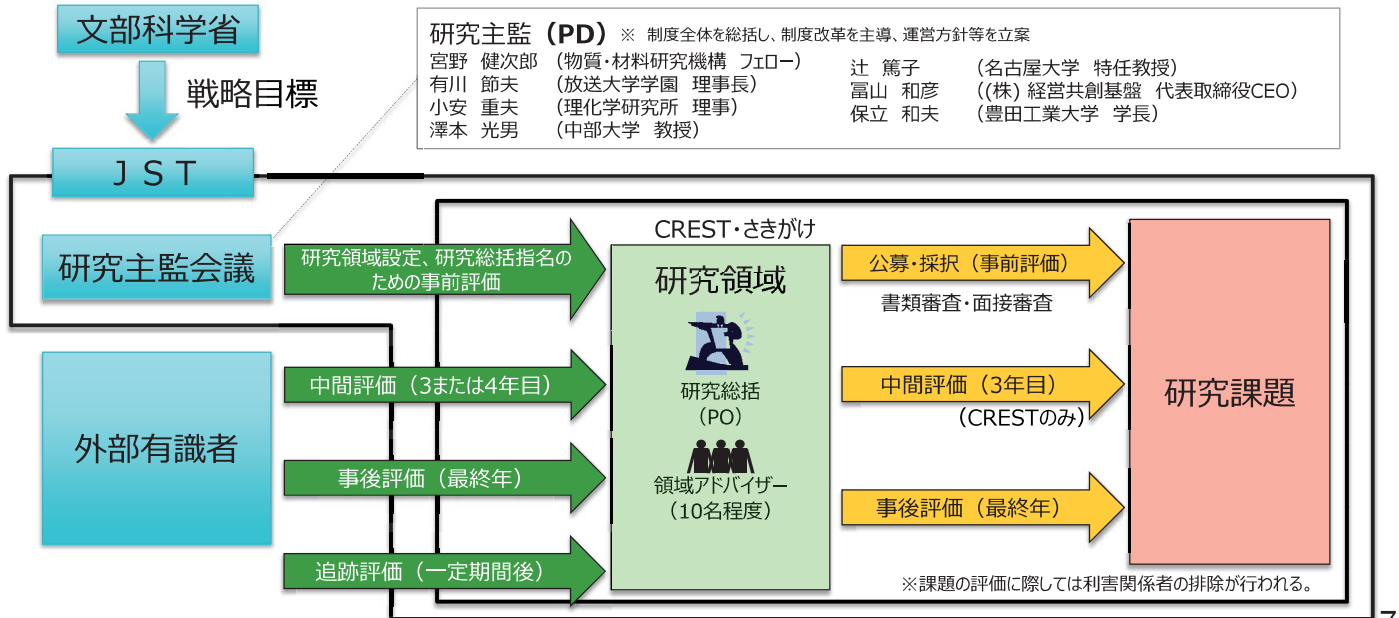 文部科学省
戦略目標
JST
研究主監(PD) ※ 制度全体を総括し、制度改革を主導、運営方針等を立案
宮野 健次郎 (物質・材料研究機構 フェロー)
有川 節夫 (放送大学学園 理事長)
小安 重夫 (理化学研究所 理事)
澤本 光男 (中部大学 教授)
辻 篤子 (名古屋大学 特任教授)
冨山 和彦 ((株) 経営共創基盤 代表取締役CEO)
保立 和夫 (豊田工業大学 学長)
研究主監会議
外部有識者
研究領域設定、研究総括指名の
ための事前評価
中間評価(3または4年目)
事後評価(最終年)
追跡評価(一定期間後)
CREST・さきがけ
研究領域
研究総括
(PO)
領域アドバイザー
(10名程度)
公募・採択(事前評価)
書類審査・面接審査
中間評価(3年目)
(CRESTのみ)
事後評価(最終年)
研究課題
※課題の評価に際しては利害関係者の排除が行われる。